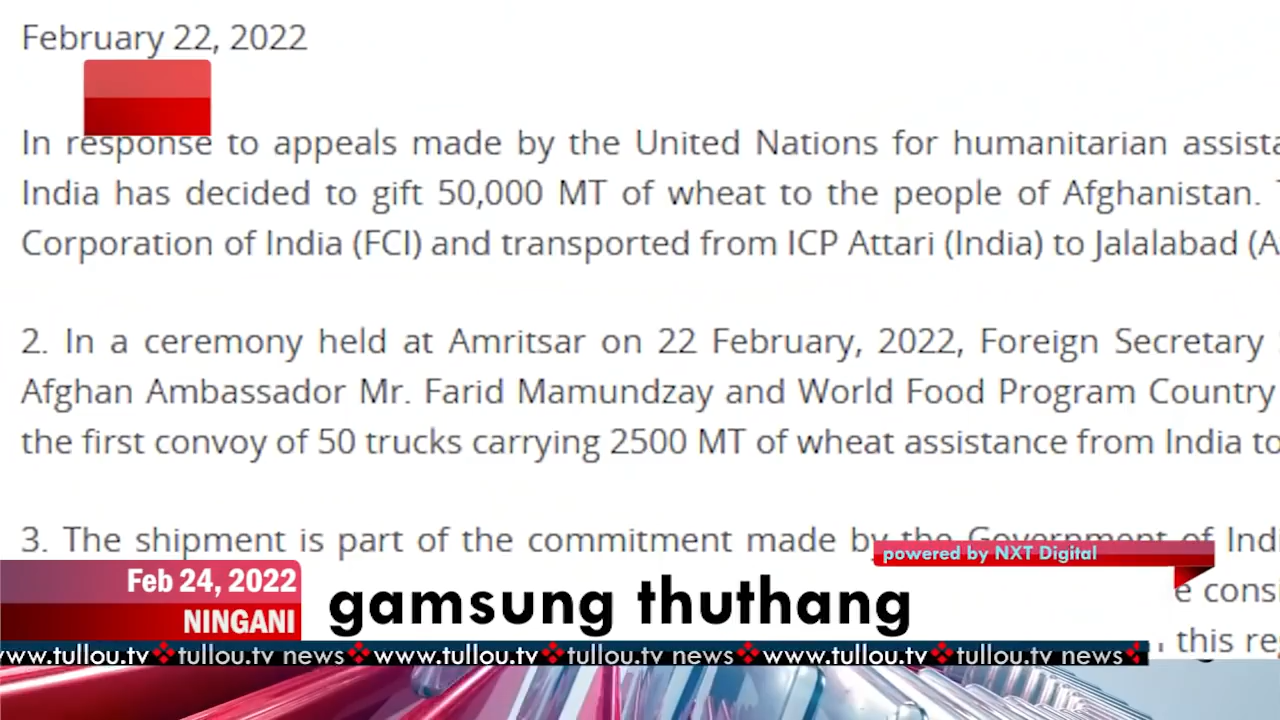 February 22, 2022
In response to appeals made by the United Nations for humanitarian
India has decided to gift 50,000 MT of wheat to the people of Afghanistan.
Corporation of India (FCI) and transported from ICP Attari (India) to Jalalabad
2. In a ceremony held at Amritsar on 22 February, 2022, Foreign Secretary
Afghan Ambassador Mr. Farid Mamundzay and World Food Program Country
the first convoy of 50 trucks carrying 2500 MT of wheat assistance from India to
3. The shipment is part of the commitment made by the Government of
powered by NXT Digital
Feb 24, 2022
NINGANI
gamsung thuthang
this
www.tullou.tv tullou.tv news www.tullou.tv tullou.tv news www.tullou.tv tullou.tv news